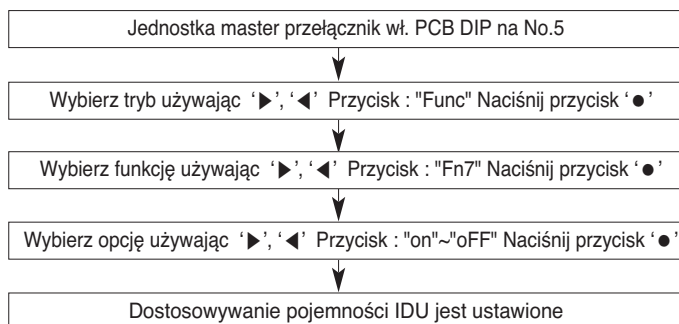 Jednostka master przełącznik wł. PCB DIP na No.5
Wybierz tryb używając '▶', '◀' Przycisk : "Func" Naciśnij przycisk '●'
Wybierz funkcję używając '▶', '◀' Przycisk : "Fn7" Naciśnij przycisk '●'
Wybierz opcję używając '▶', '◀' Przycisk : "on"~"oFF" Naciśnij przycisk '●'
Dostosowywanie pojemności IDU jest ustawione